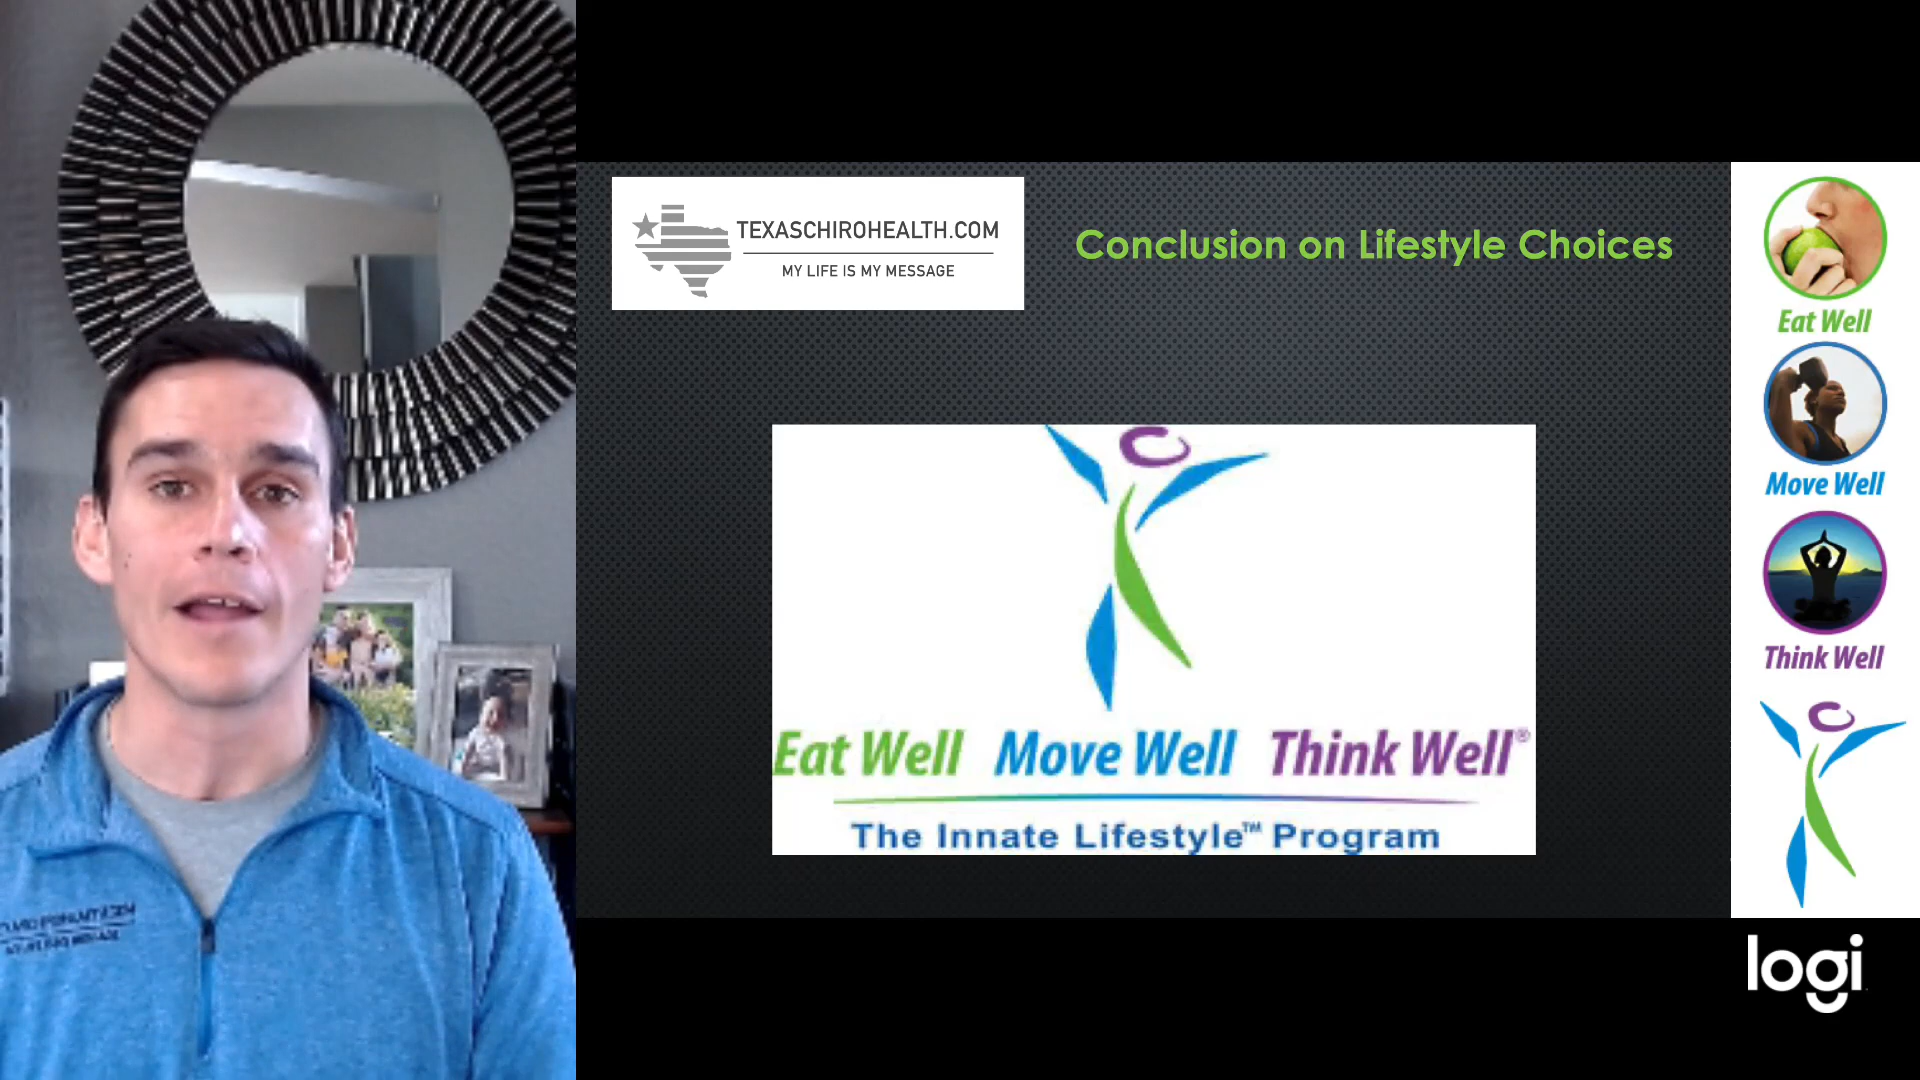 TEXASCHIROHEALTH.COM
MY LIFE IS MY MESSAGE
Conclusion on Lifestyle Choices
Eat Well Move Well Think Well®
The Innate Lifestyle™ Program
Eat Well
Move Well
Think Well
logi